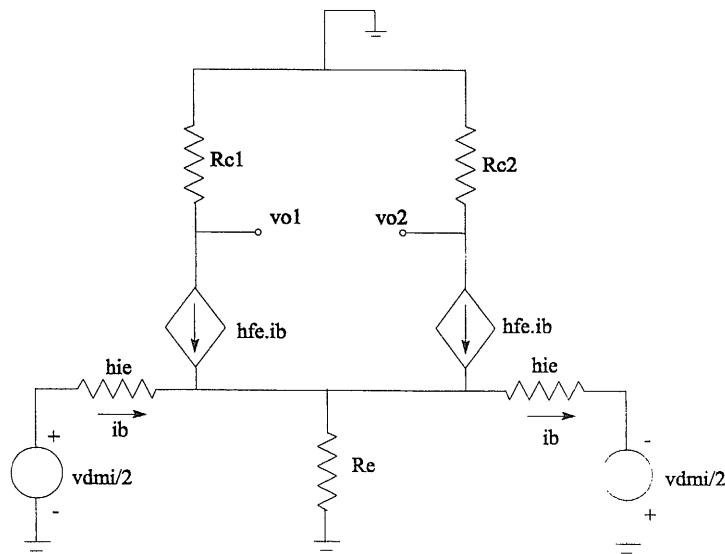 Rc1
Rc2
vo1
vo2
hfe.ib
hfe.ib
hie
hie
ib
ib
+
-
vdmi/2
Re
-
+
vdmi/2